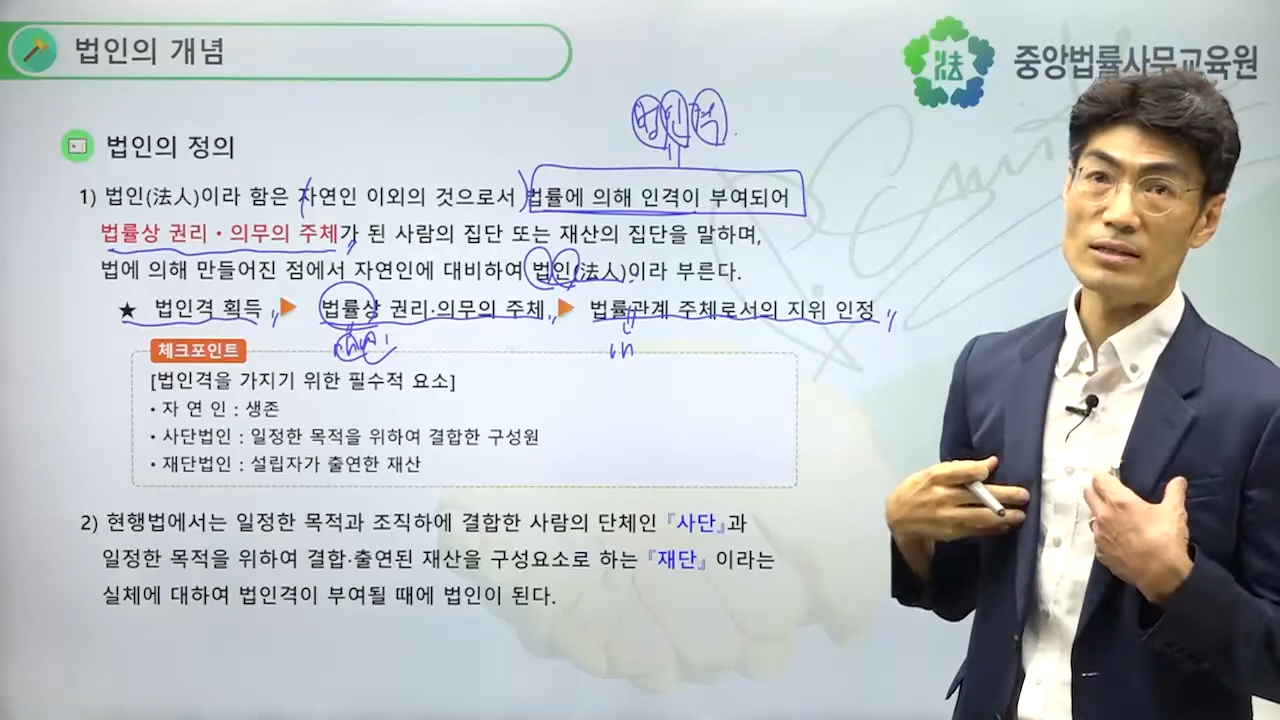 법인의 개념
中央法률사무교육원
법인의 정의
법인격
1) 법인(法人)이라 함은 자연인 이외의 것으로서 법률에 의해 인격이 부여되어
법률상 권리·의무의 주체가 된 사람의 집단 또는 재산의 집단을 말하며,
법에 의해 만들어진 점에서 자연인에 대비하여 법인(法人)이라 부른다.
★ 법인격 획득 ▶ 법률상 권리·의무의 주체 ▶ 법률관계 주체로서의 지위 인정
체크포인트
[법인격을 가지기 위한 필수적 요소]
• 자 연 인 : 생존
• 사단법인 : 일정한 목적을 위하여 결합한 구성원
• 재단법인 : 설립자가 출연한 재산
2) 현행법에서는 일정한 목적과 조직하에 결합한 사람의 단체인 『사단』과
일정한 목적을 위하여 결합·출연된 재산을 구성요소로 하는 『재단』 이라는
실체에 대하여 법인격이 부여될 때에 법인이 된다.